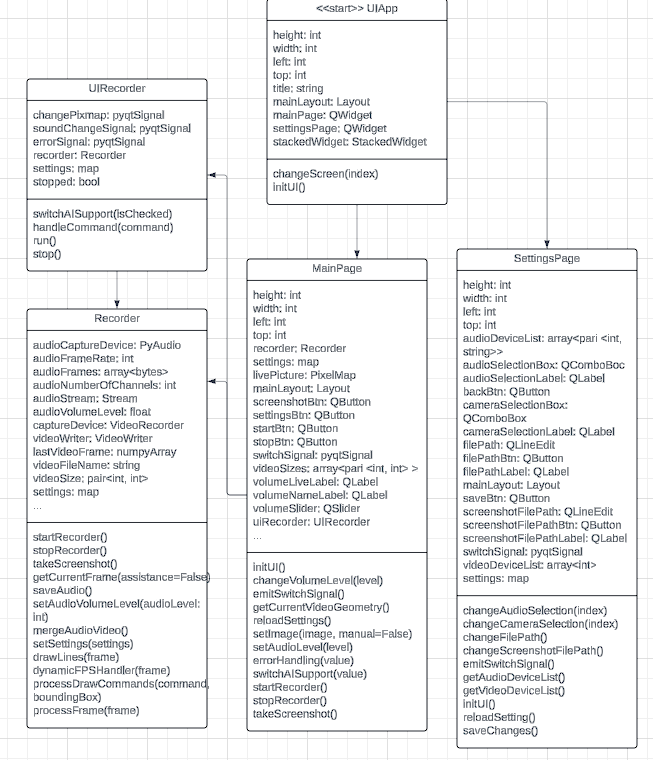 <<start>> UIApp
height: int
width: int
left: int
top: int
title: string
mainLayout: Layout
mainPage: QWidget
settingsPage: QWidget
stackedWidget: StackedWidget
changeScreen(index)
initUI()
UIRecorder
changePixmap: pyqtSignal
soundChangeSignal: pyqtSignal
errorSignal: pyqtSignal
recorder: Recorder
settings: map
stopped: bool
switchAISupport(isChecked)
handleCommand(command)
run()
stop()
Recorder
audioCaptureDevice: PyAudio
audioFrameRate: int
audioFrames: array<bytes>
audioNumberOfChannels: int
audioStream: Stream
audioVolumeLevel: float
captureDevice: VideoRecorder
videoWriter: VideoWriter
lastVideoFrame: numpyArray
videoFileName: string
videoSize: pair<int, int>
settings: map
...
startRecorder()
stopRecorder()
takeScreenshot()
getCurrentFrame(assistance=False)
saveAudio()
setAudioVolumeLevel(audioLevel:
int)
mergeAudioVideo()
setSettings(settings)
drawLines(frame)
dynamicFPSHandler(frame)
processDrawCommands(command,
boundingBox)
processFrame(frame)
MainPage
height: int
width: int
left: int
top: int
recorder: Recorder
settings: map
livePicture: PixelMap
mainLayout: Layout
screenshotBtn: QButton
settingsBtn: QButton
startBtn: QButton
stopBtn: QButton
switchSignal: pyqtSignal
videoSizes: array<pari <int, int> >
volumeLiveLabel: QLabel
volumeNameLabel: QLabel
volumeSlider: QSlider
uiRecorder: UIRecorder
...
initUI()
changeVolumeLevel(level)
emitSwitchSignal()
getCurrentVideoGeometry()
reloadSettings()
setImage(image, manual=False)
setAudioLevel(level)
errorHandling(value)
switchAISupport(value)
startRecorder()
stopRecorder()
takeScreenshot()
SettingsPage
height: int
width: int
left: int
top: int
audioDeviceList: array<pari <int,
string>>
audioSelectionBox: QComboBoc
audioSelectionLabel: QLabel
backBtn: QButton
cameraSelectionBox:
QComboBox
cameraSelectionLabel: QLabel
filePath: QLineEdit
filePathBtn: QButton
filePathLabel: QLabel
mainLayout: Layout
saveBtn: QButton
screenshotFilePath: QLineEdit
screenshotFilePathBtn: QButton
screenshotFilePathLabel: QLabel
switchSignal: pyqtSignal
videoDeviceList: array<int>
settings: map
changeAudioSelection(index)
changeCameraSelection(index)
changeFilePath()
changeScreenshotFilePath()
emitSwitchSignal()
getAudioDeviceList()
getVideoDeviceList()
initUI()
reloadSetting()
saveChanges()